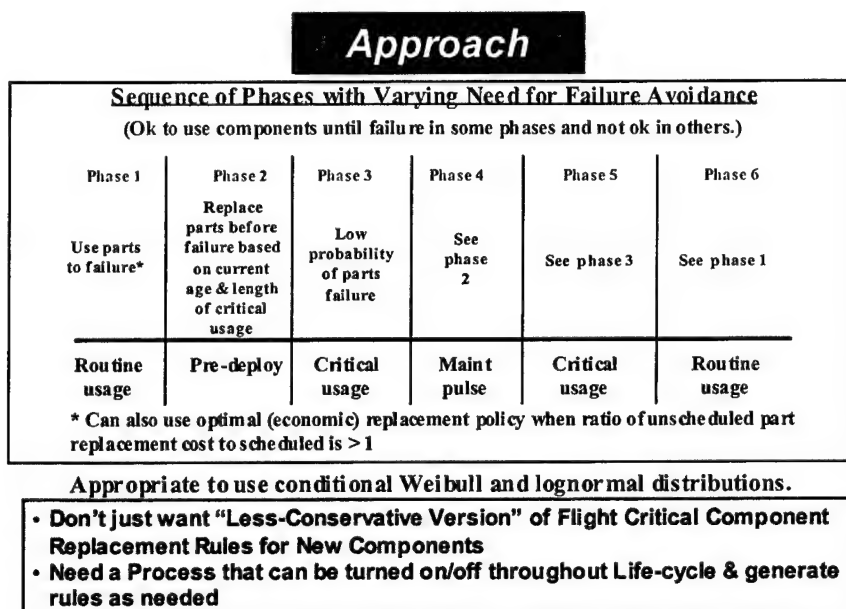 Approach
Sequence of Phases with Varying Need for Failure Avoidance
(Ok to use components until failure in some phases and not ok in others.)
Phase 1
Use parts
to failure*
Routine
usage
Phase 2
Replace
parts before
failure based
on current
age & length
of critical
usage
Pre-deploy
Phase 3
Low
probability
of parts
failure
Critical
usage
Phase 4
See
phase
2
Maint
pulse
Phase 5
See phase 3
Critical
usage
Phase 6
See phase 1
Routine
usage
* Can also use optimal (economic) replacement policy when ratio of unscheduled part
replacement cost to scheduled is > 1
Appropriate to use conditional Weibull and lognormal distributions.
• Don't just want "Less-Conservative Version" of Flight Critical Component
Replacement Rules for New Components
• Need a Process that can be turned on/off throughout Life-cycle & generate
rules as needed